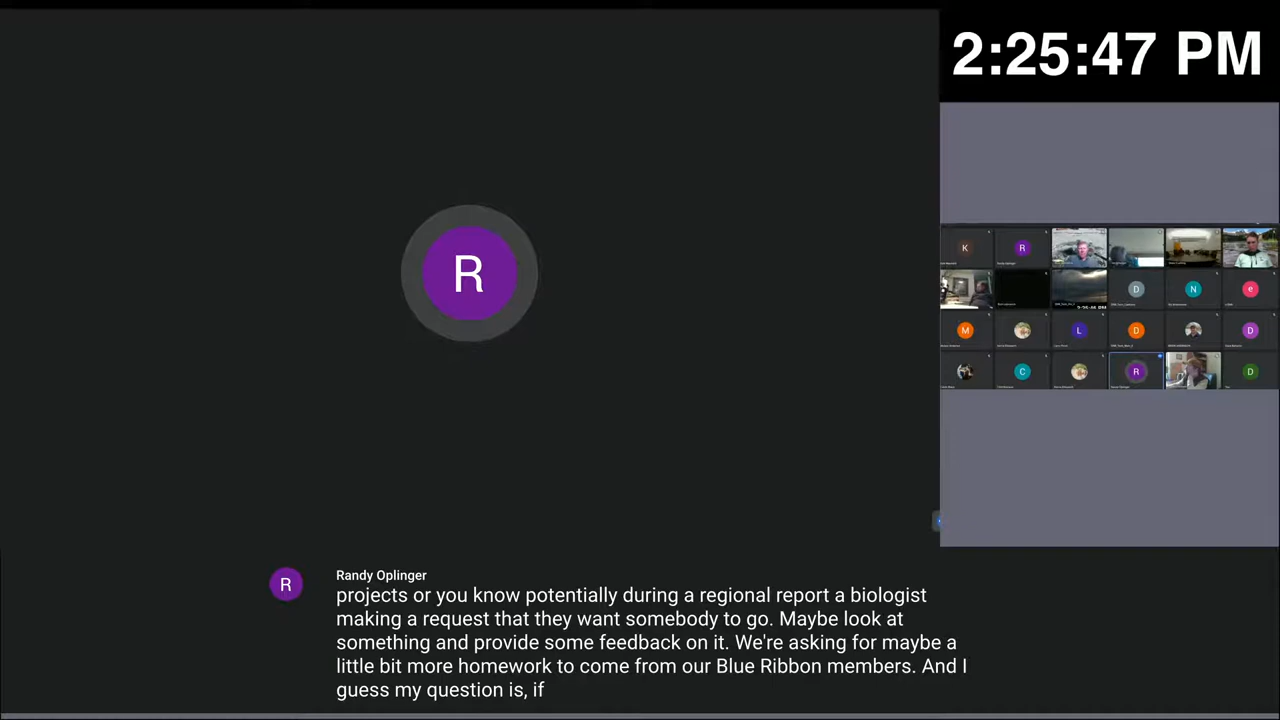 2:25:47 PM
R
K
R
D
N
e
M
L
D
D
C
R
D
R
Randy Oplinger
projects or you know potentially during a regional report a biologist
making a request that they want somebody to go. Maybe look at
something and provide some feedback on it. We're asking for maybe a
little bit more homework to come from our Blue Ribbon members. And I
guess my question is, if